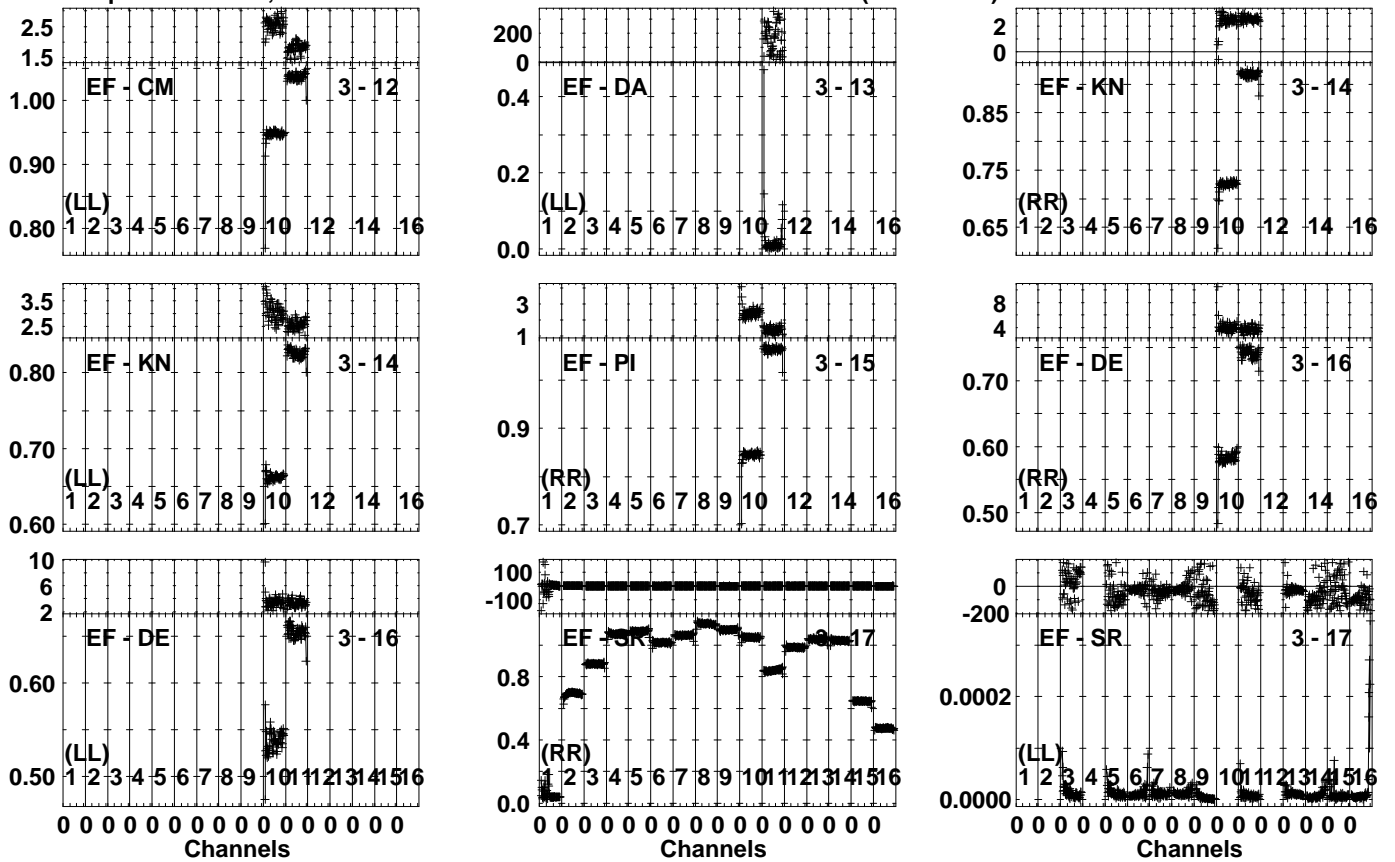 2.5
1.5
EF - CM 3 - 12
1.00
0.90
(LL)
0.80
1 2 3 4 5 6 7 8 9 10 12 14 16
200
0
EF - DA 3 - 13
0.4
0.2
(LL)
1 2 3 4 5 6 7 8 9 10 12 14 16
0.0
2
0
EF - KN 3 - 14
0.85
0.75
(RR)
1 2 3 4 5 6 7 8 9 10 12 14 16
0.65
3.5
2.5
EF - KN 3 - 14
0.80
0.70
(LL)
1 2 3 4 5 6 7 8 9 10 12 14 16
0.60
3
1
EF - PI 3 - 15
0.9
(RR)
1 2 3 4 5 6 7 8 9 10 12 14 16
0.7
8
4
EF - DE 3 - 16
0.70
0.60
(RR)
1 2 3 4 5 6 7 8 9 10 12 14 16
0.50
10
6
2
EF - DE 3 - 16
0.60
(LL)
0.50
1 2 3 4 5 6 7 8 9 10 11 12 13 14 15 16
0 0 0 0 0 0 0 0 0 0 0 0 0 0 0 0
Channels
100
-100
EF - SR 3 - 17
0.8
0.4
(RR)
1 2 3 4 5 6 7 8 9 10 11 12 13 14 15 16
0.0
0 0 0 0 0 0 0 0 0 0 0 0 0 0 0 0
0
-200
EF - SR 3 - 17
0.0002
(LL)
1 2 3 4 5 6 7 8 9 10 11 12 13 14 15 16
0.0000
0 0 0 0 0 0 0 0 0 0 0 0 0 0 0 0
Channels